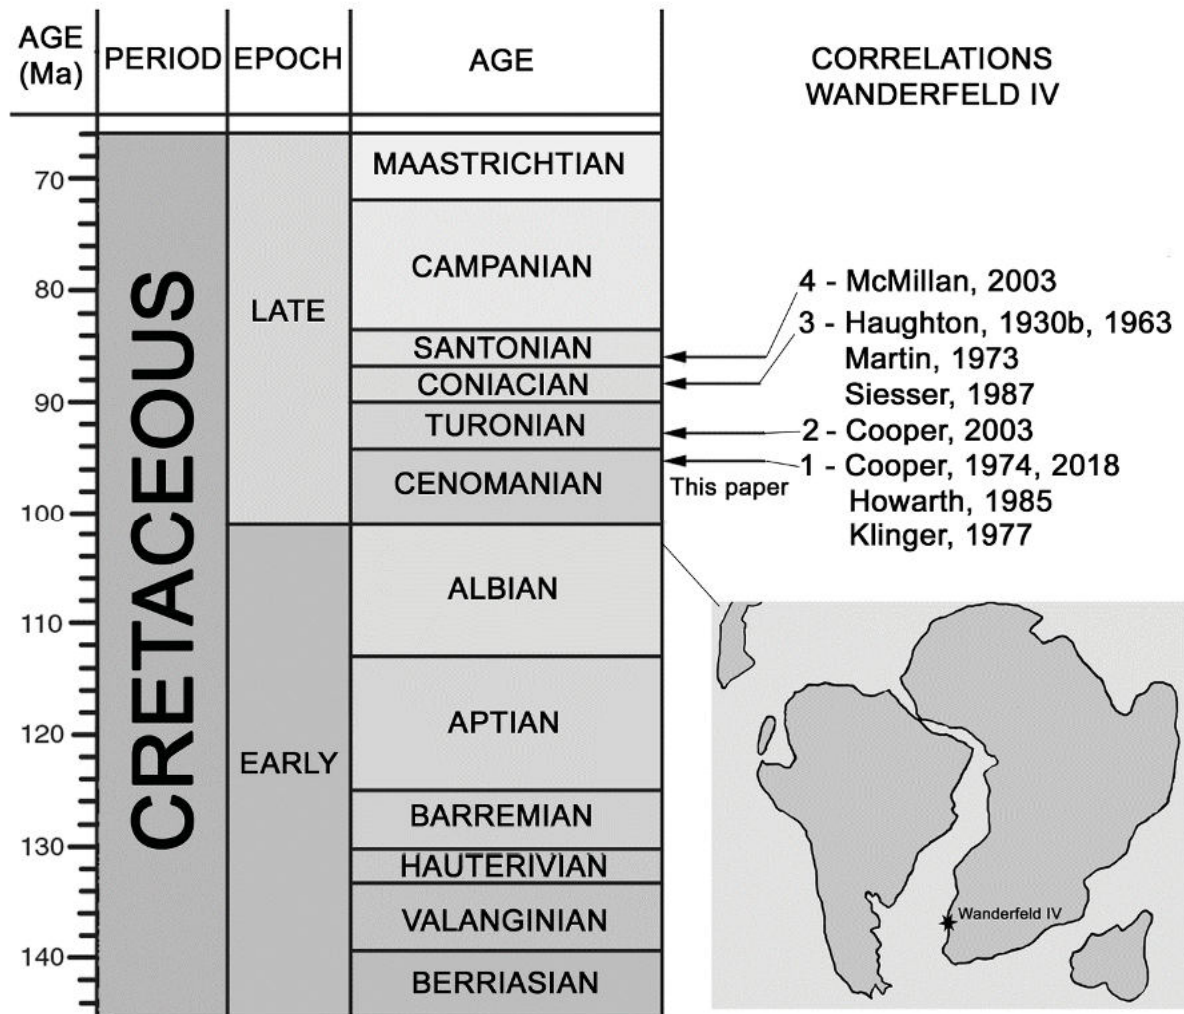 AGE
(Ma)
PERIOD
EPOCH
AGE
CORRELATIONS
WANDERFELD IV
70
80
90
100
110
120
130
140
CRETACEOUS
LATE
EARLY
MAASTRICHTIAN
CAMPANIAN
SANTONIAN
CONIACIAN
TURONIAN
CENOMANIAN
ALBIAN
APTIAN
BARREMIAN
HAUTERIVIAN
VALANGINIAN
BERRIASIAN
4 - McMillan, 2003
3 - Haughton, 1930b, 1963
Martin, 1973
Siesser, 1987
2 - Cooper, 2003
1 - Cooper, 1974, 2018
This paper
Howarth, 1985
Klinger, 1977
Wanderfeld IV